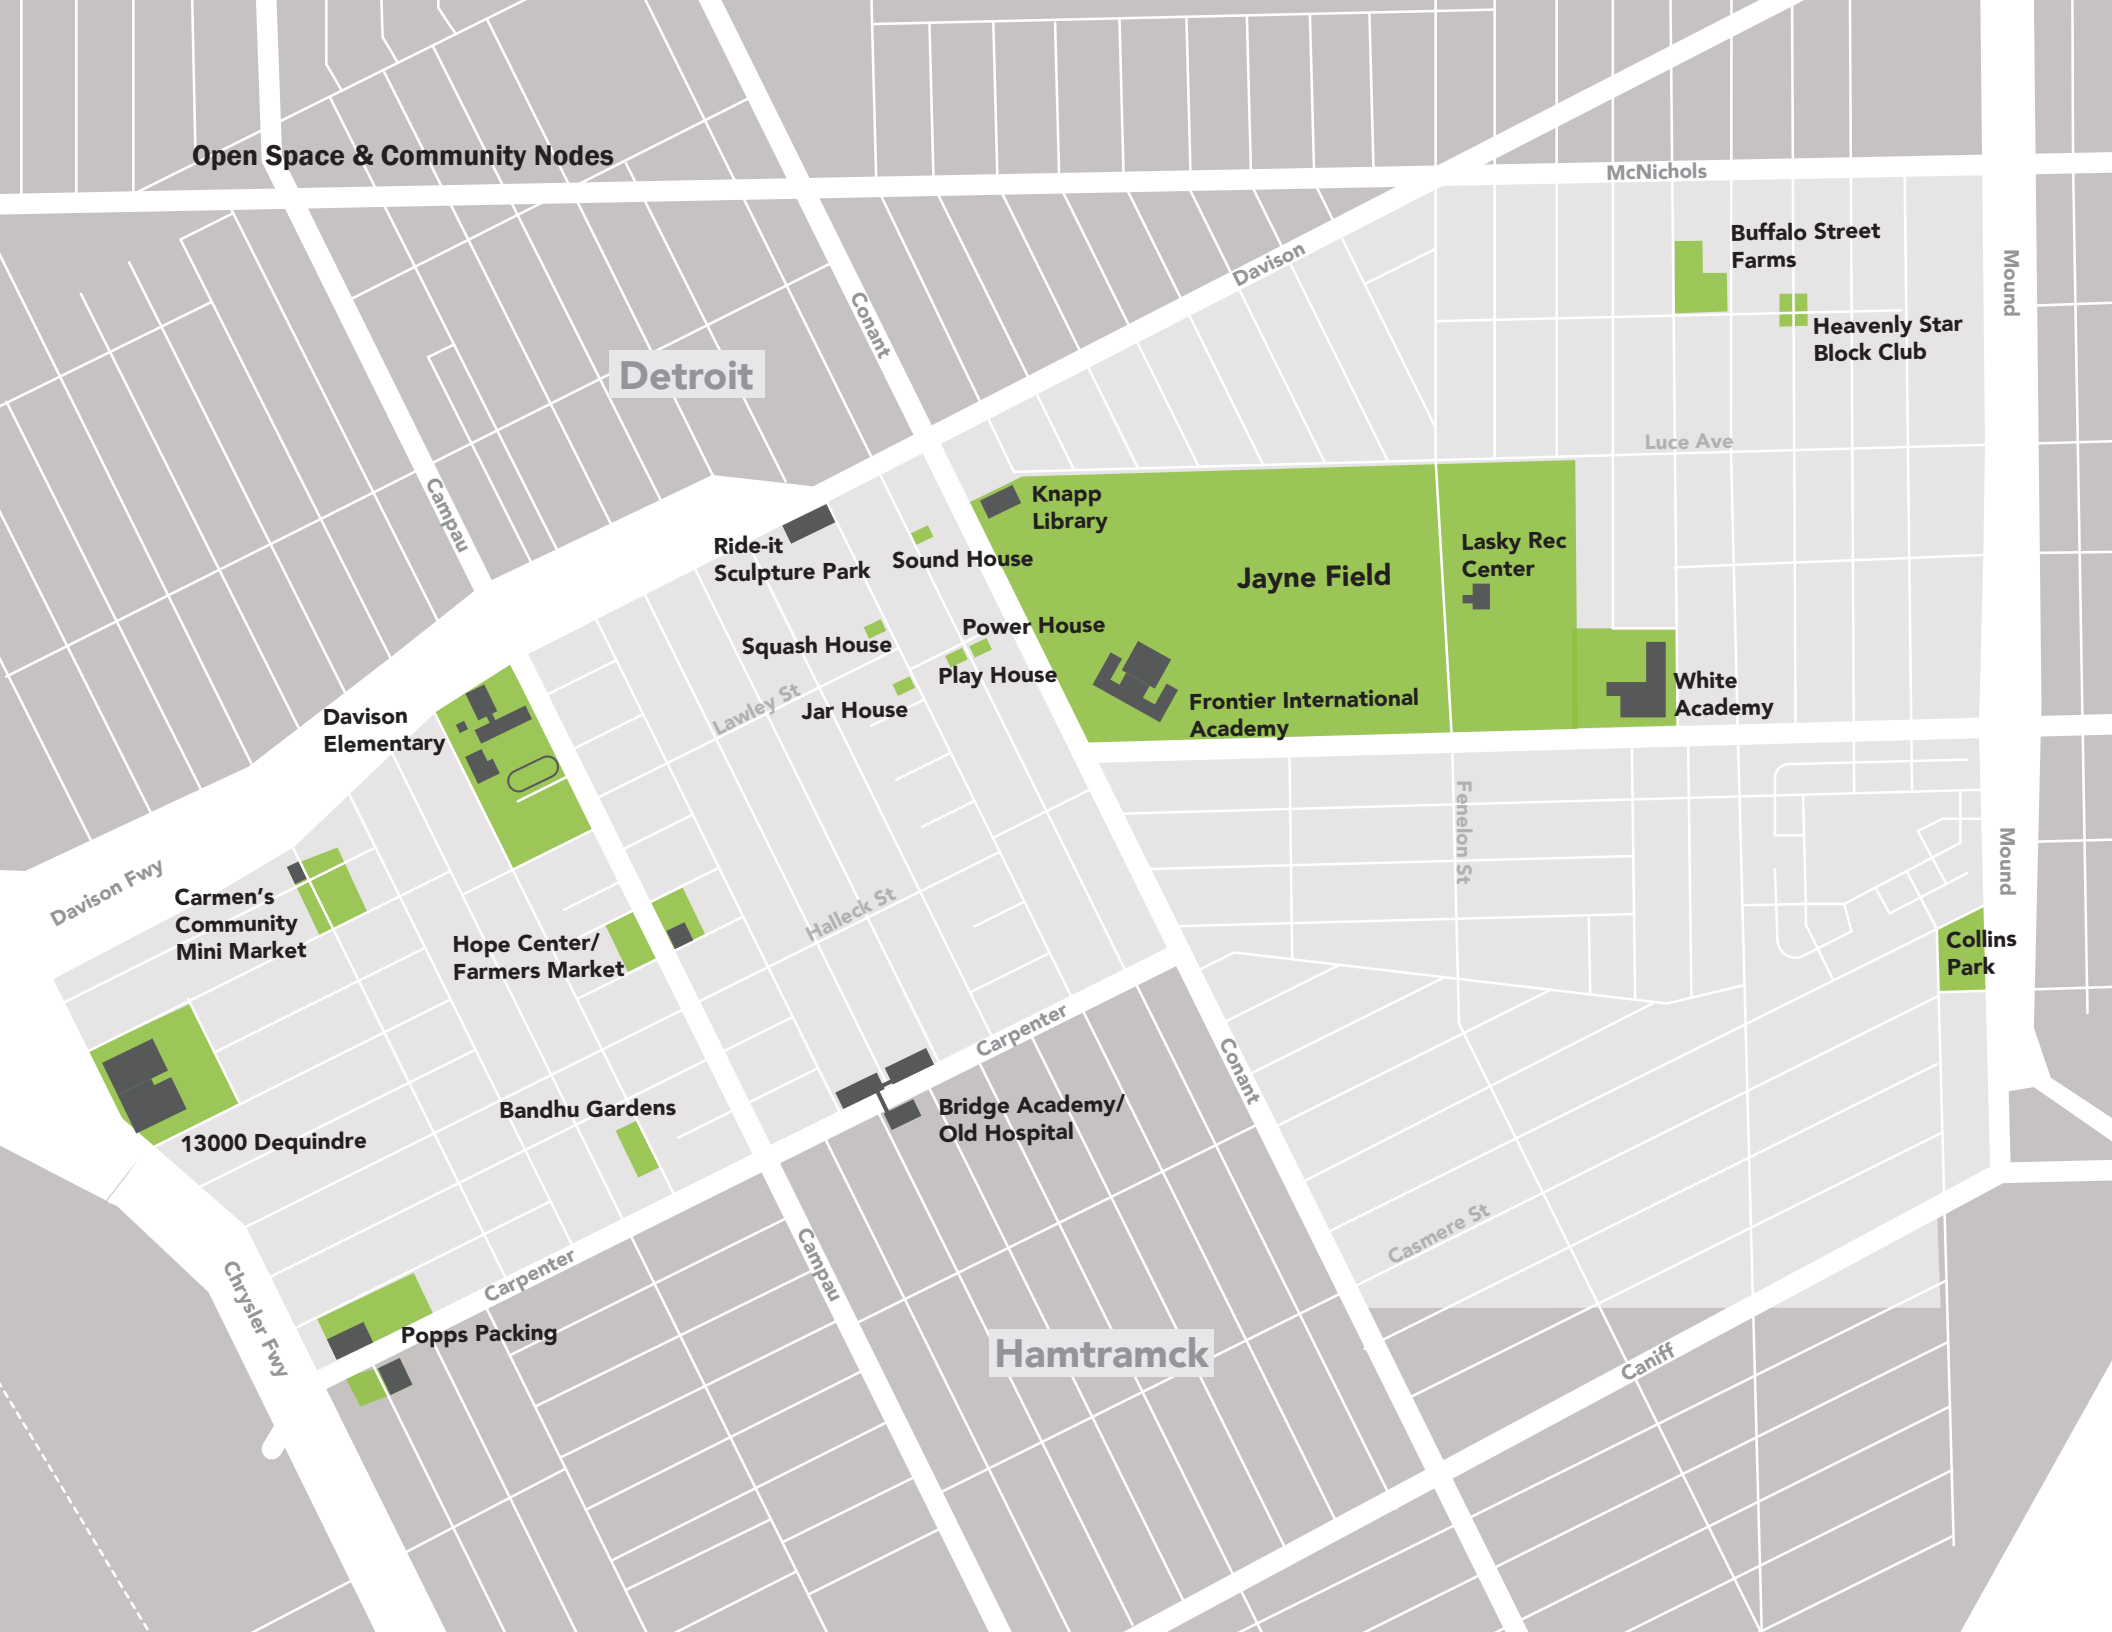 Open Space & Community Nodes
McNichols
Buffalo Street
Farms
Mound
Davison
Conant
Heavenly Star
Block Club
Detroit
Luce Ave
Campau
Knapp
Library
Ride-it
Sculpture Park
Sound House
Jayne Field
Lasky Rec
Center
Power House
Squash House
Play House
Lawley St
Jar House
Frontier International
Academy
White
Academy
Davison
Elementary
Fenelon St
Mound
Davison Fwy
Carmen's
Community
Mini Market
Halleck St
Hope Center/
Farmers Market
Collins
Park
Carpenter
Conant
Bandhu Gardens
Bridge Academy/
Old Hospital
13000 Dequindre
Casmere St
Campau
Carpenter
Chrysler Fwy
Popps Packing
Hamtramck
Caniff